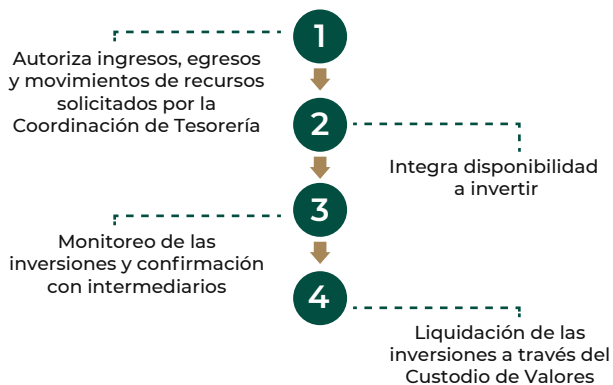 1
Autoriza ingresos, egresos
y movimientos de recursos
solicitados por la
Coordinación de Tesorería
2
Integra disponibilidad
a invertir
3
Monitoreo de las
inversiones y confirmación
con intermediarios
4
Liquidación de las
inversiones a través del
Custodio de Valores